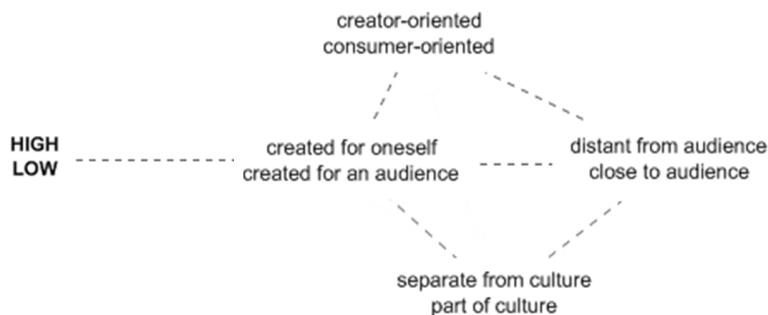 creator-oriented
consumer-oriented
HIGH
LOW
created for oneself
created for an audience
distant from audience
close to audience
separate from culture
part of culture